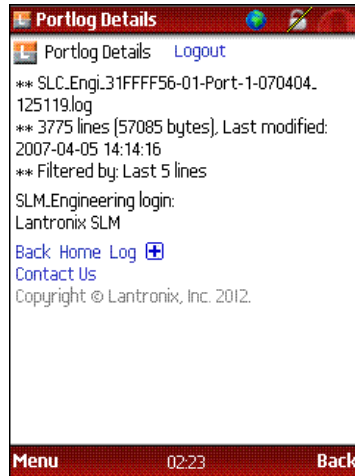 Portlog Details
Portlog Details Logout
** SLC_Engi_31FFFF56-01-Port-1-070404_
125119.log
** 3775 lines (57085 bytes), Last modified:
2007-04-05 14:14:16
** Filtered by: Last 5 lines
SLM_Engineering login:
Lantronix SLM
Back Home Log
Contact Us
Copyright © Lantronix, Inc. 2012.
Menu 02:23 Back